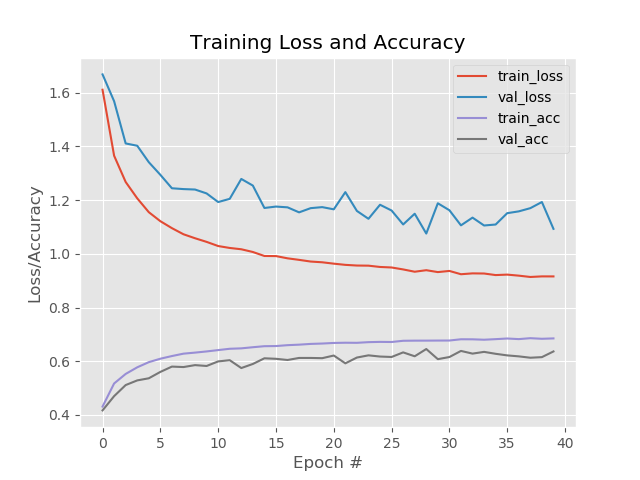 Training Loss and Accuracy
train_loss
val_loss
train_acc
val_acc
Loss/Accuracy
1.6
1.4
1.2
1.0
0.8
0.6
0.4
0 5 10 15 20 25 30 35 40
Epoch #